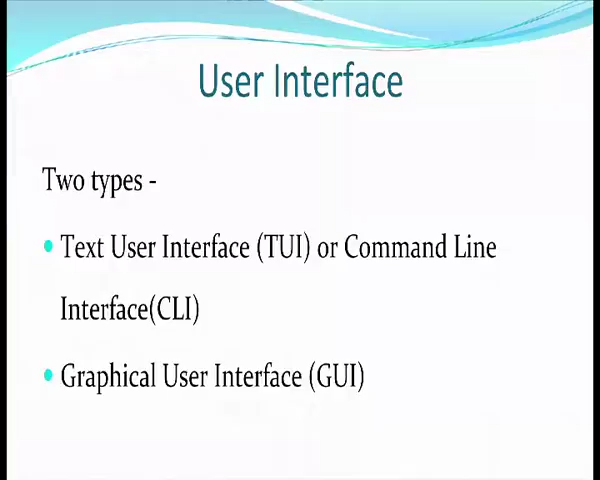 User Interface
Two types -
• Text User Interface (TUI) or Command Line
Interface(CLI)
• Graphical User Interface (GUI)